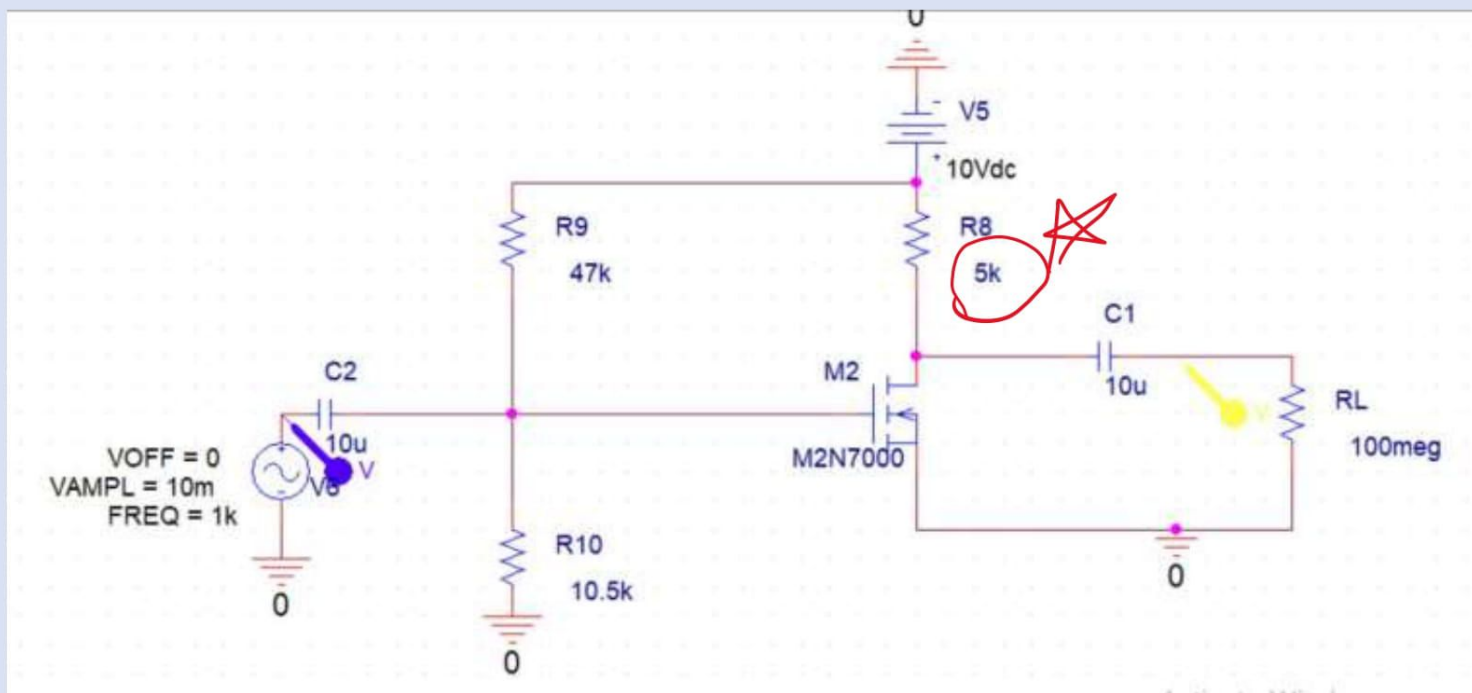 0
V5
10Vdc
R9
47k
R8
5k
C1
10u
C2
10u
M2
M2N7000
RL
100meg
V
V
VOFF = 0
VAMPL = 10m
FREQ = 1k
R10
10.5k
0
0
0